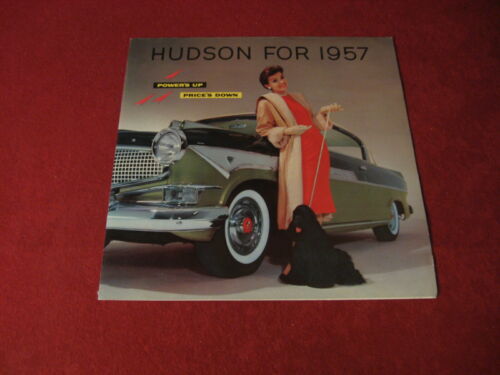 HUDSON FOR 1957
POWER'S UP
PRICE'S DOWN